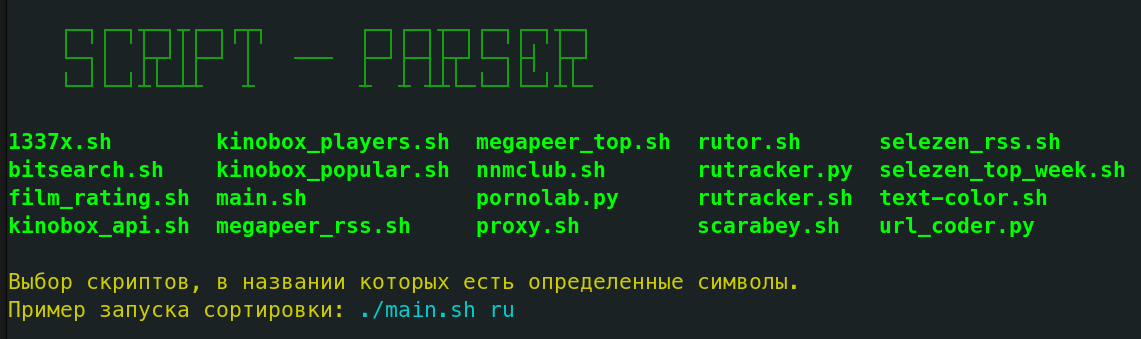 SCRIPT — PARSER
1337x.sh kinobox_players.sh megapeer_top.sh rutor.sh selezen_rss.sh
bitsearch.sh kinobox_popular.sh nnmclub.sh rutracker.py selezen_top_week.sh
film_rating.sh main.sh pornolab.py rutracker.sh text-color.sh
kinobox_api.sh megapeer_rss.sh proxy.sh scarabey.sh url_coder.py
Выбор скриптов, в названии которых есть определенные символы.
Пример запуска сортировки: ./main.sh ru